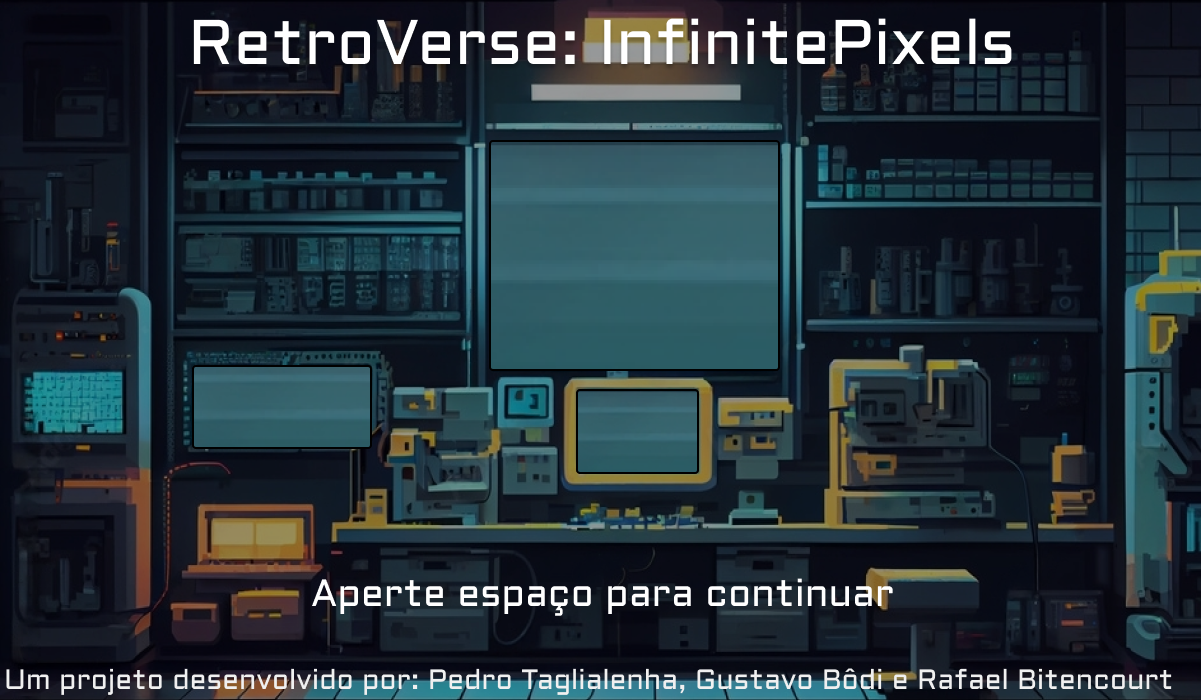 RetroVerse: InfinitePixels
Aperte espaço para continuar
Um projeto desenvolvido por: Pedro Taglialenha, Gustavo Bôdi e Rafael Bitencourt